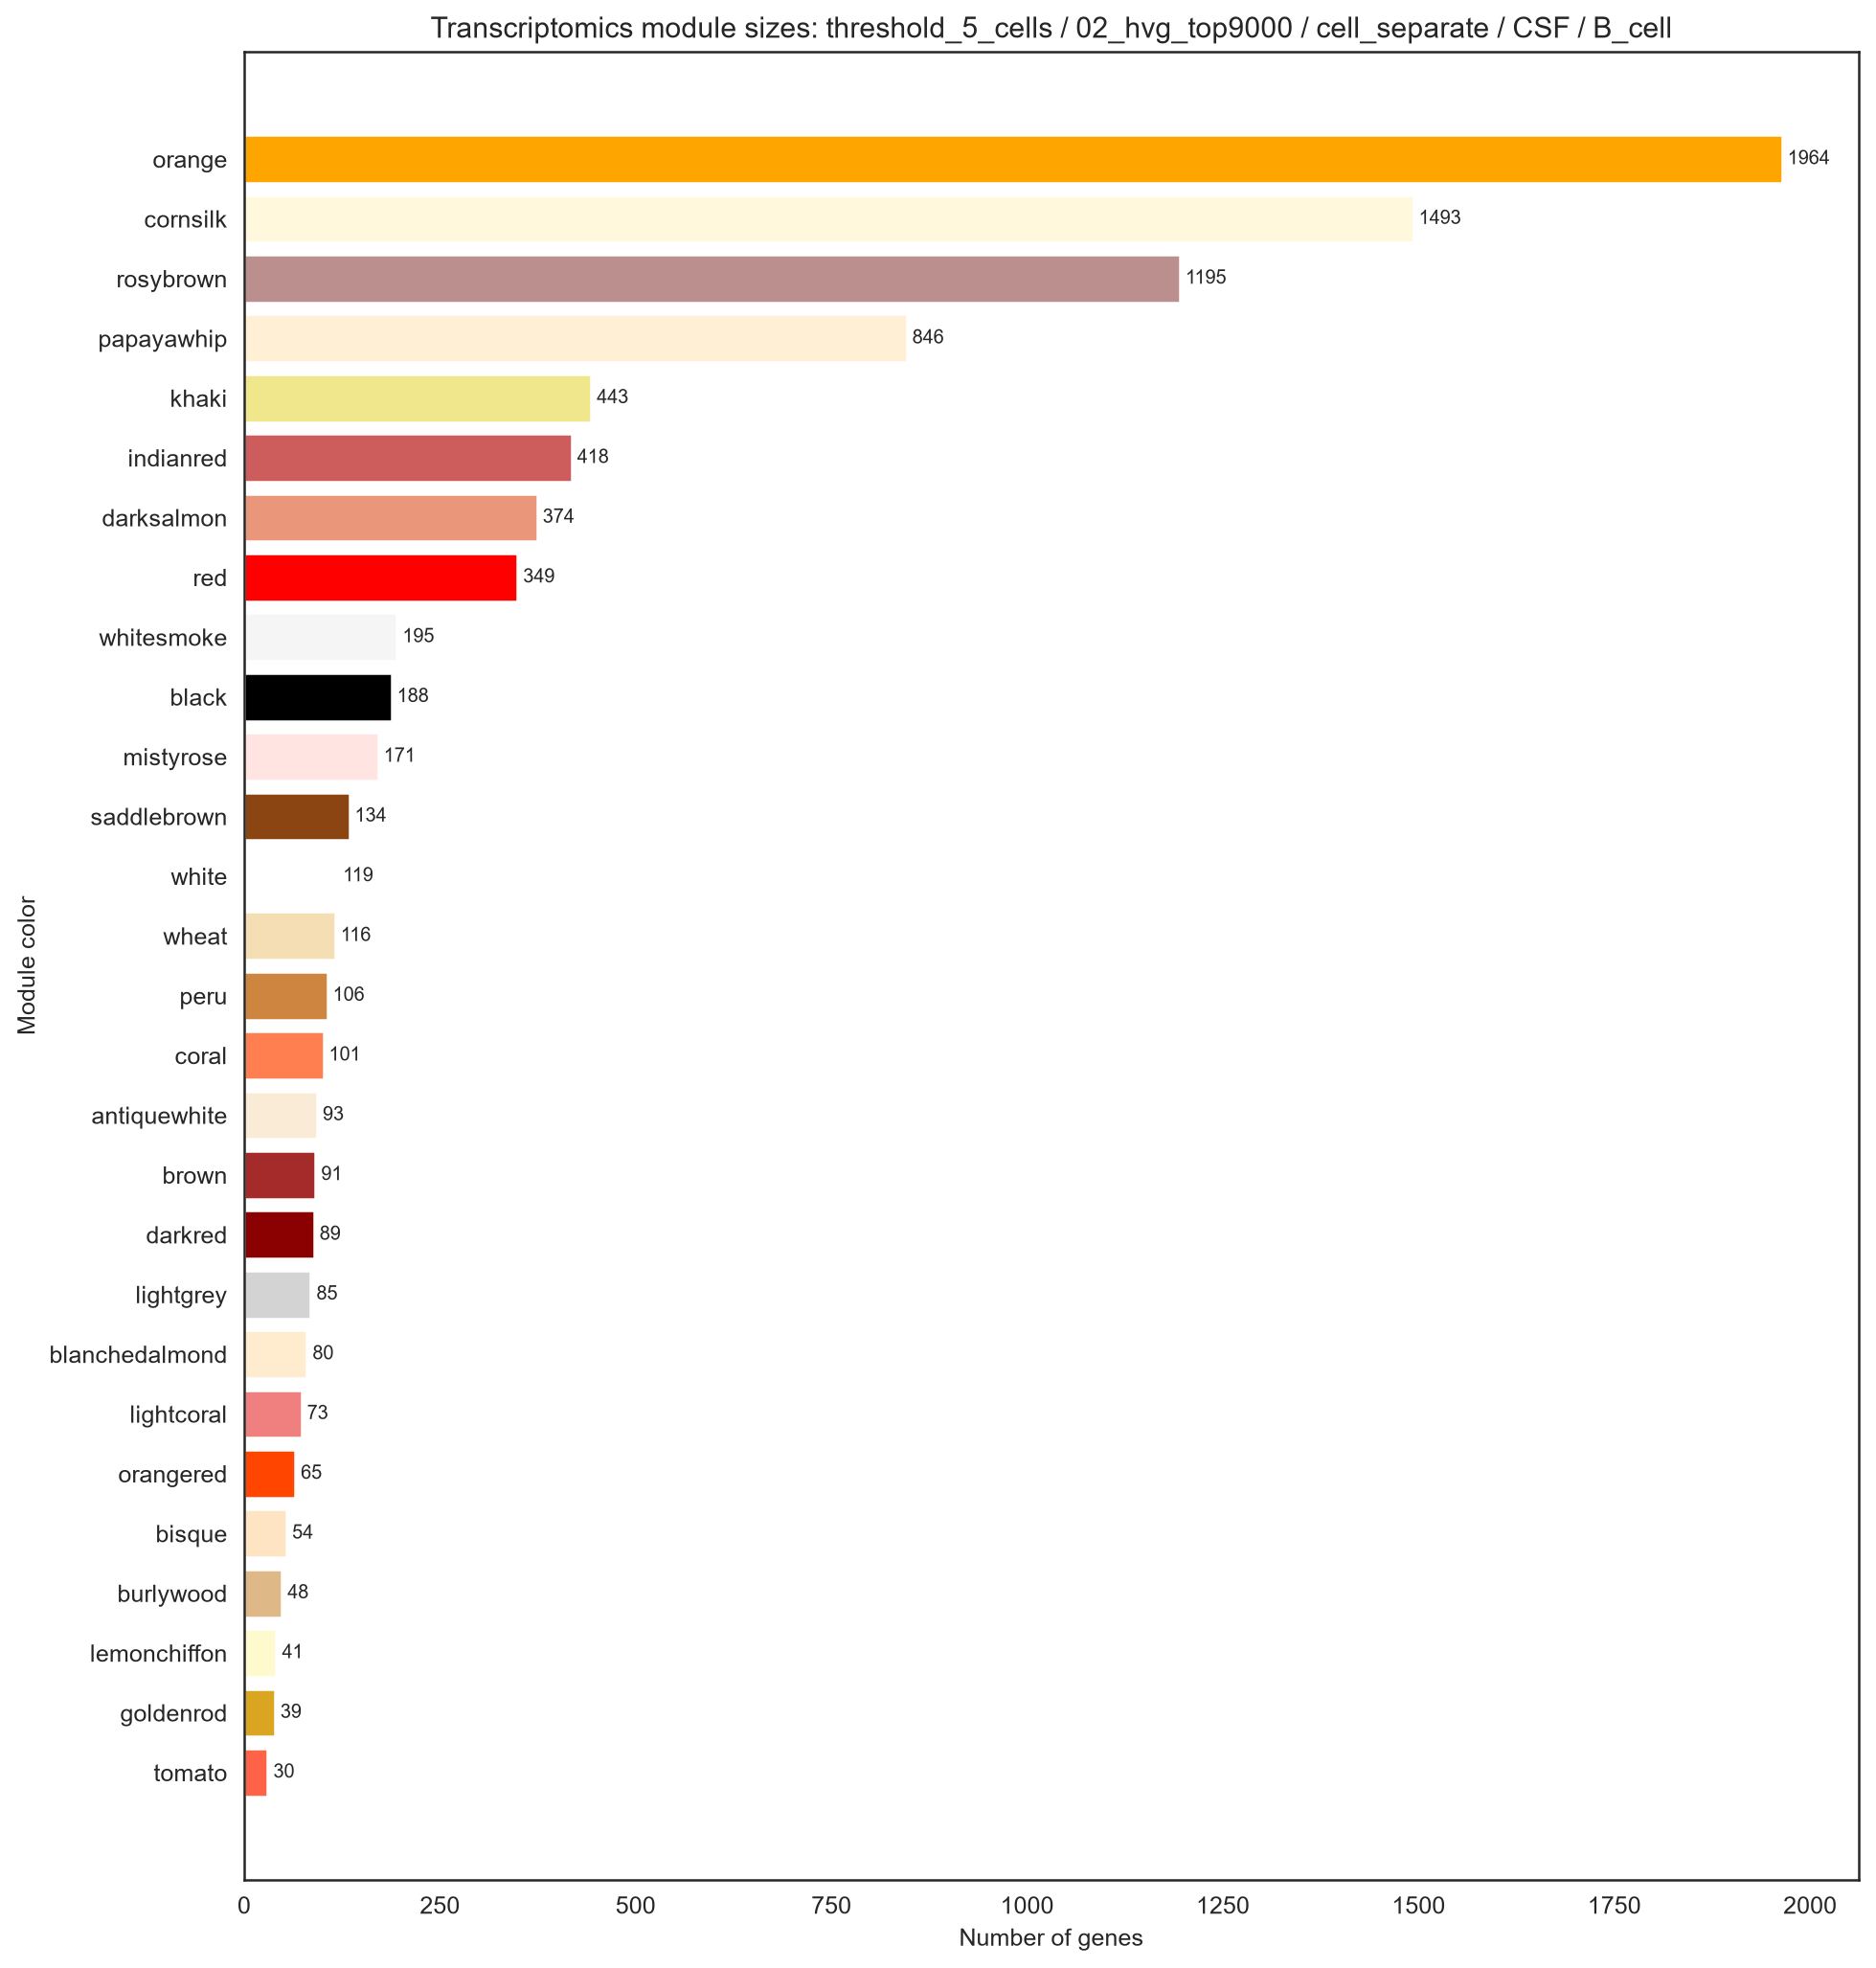 Transcriptomics module sizes: threshold_5_cells / 02_hvg_top9000 / cell_separate / CSF / B_cell
orange 1964
cornsilk 1493
rosybrown 1195
papayawhip 846
khaki 443
indianred 418
darksalmon 374
red 349
whitesmoke 195
black 188
mistyrose 171
saddlebrown 134
white 119
wheat 116
peru 106
coral 101
antiquewhite 93
brown 91
darkred 89
lightgrey 85
blanchedalmond 80
lightcoral 73
orangered 65
bisque 54
burlywood 48
lemonchiffon 41
goldenrod 39
tomato 30
Module color
0 250 500 750 1000 1250 1500 1750 2000
Number of genes